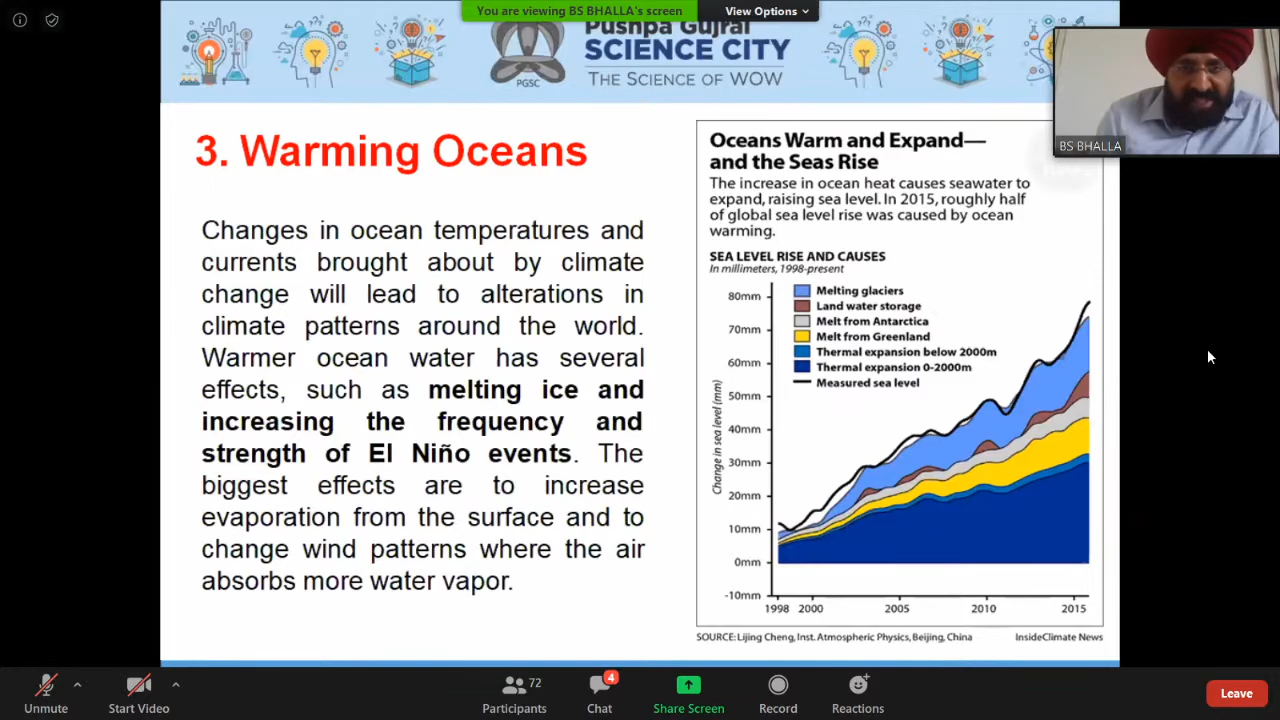 You are viewing BS BHALLA's screen
View Options
Pushpa Gujral
SCIENCE CITY
THE SCIENCE OF WOW
PGSC
BS BHALLA
3. Warming Oceans
Changes in ocean temperatures and
currents brought about by climate
change will lead to alterations in
climate patterns around the world.
Warmer ocean water has several
effects, such as melting ice and
increasing the frequency and
strength of El Niño events. The
biggest effects are to increase
evaporation from the surface and to
change wind patterns where the air
absorbs more water vapor.
Oceans Warm and Expand—
and the Seas Rise
The increase in ocean heat causes seawater to
expand, raising sea level. In 2015, roughly half
of global sea level rise was caused by ocean
warming.
SEA LEVEL RISE AND CAUSES
In millimeters, 1998-present
Melting glaciers
Land water storage
Melt from Antarctica
Melt from Greenland
Thermal expansion below 2000m
Thermal expansion 0-2000m
Measured sea level
Change in sea level (mm)
80mm
70mm
60mm
50mm
40mm
30mm
20mm
10mm
0mm
-10mm
1998 2000 2005 2010 2015
SOURCE: Lijing Cheng, Inst. Atmospheric Physics, Beijing, China InsideClimate News
Unmute
Start Video
72
Participants
4
Chat
Share Screen
Record
Reactions
Leave